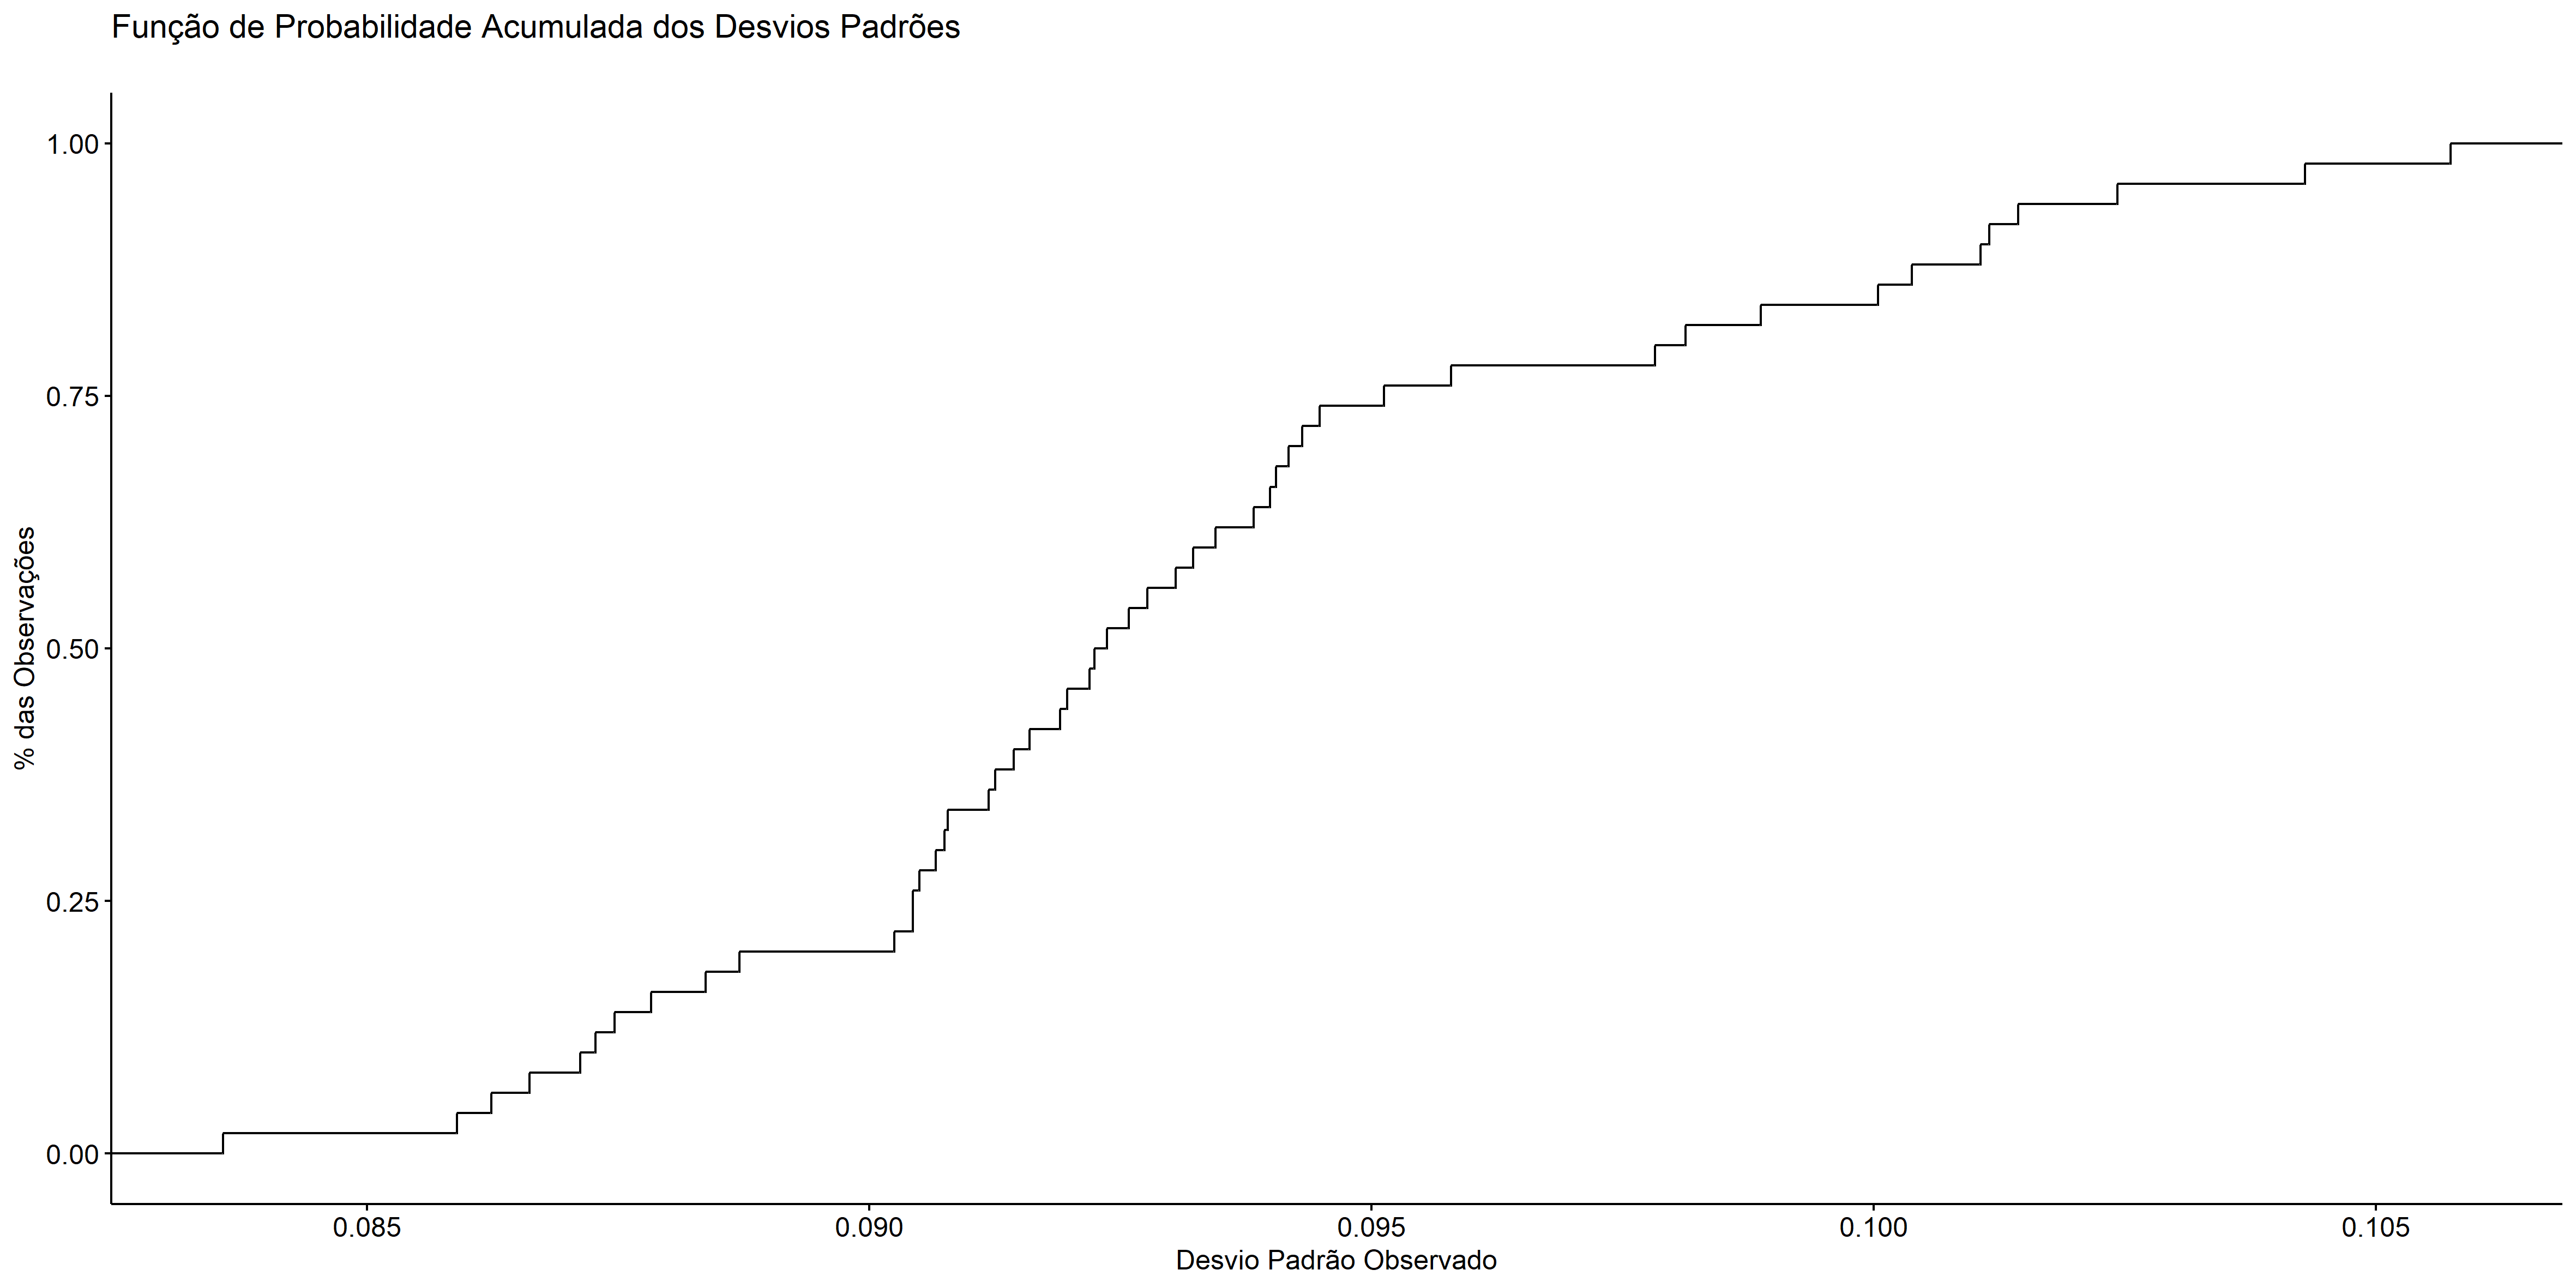 Função de Probabilidade Acumulada dos Desvios Padrões
1.00
0.75
0.50
0.25
0.00
% das Observações
0.085 0.090 0.095 0.100 0.105
Desvio Padrão Observado